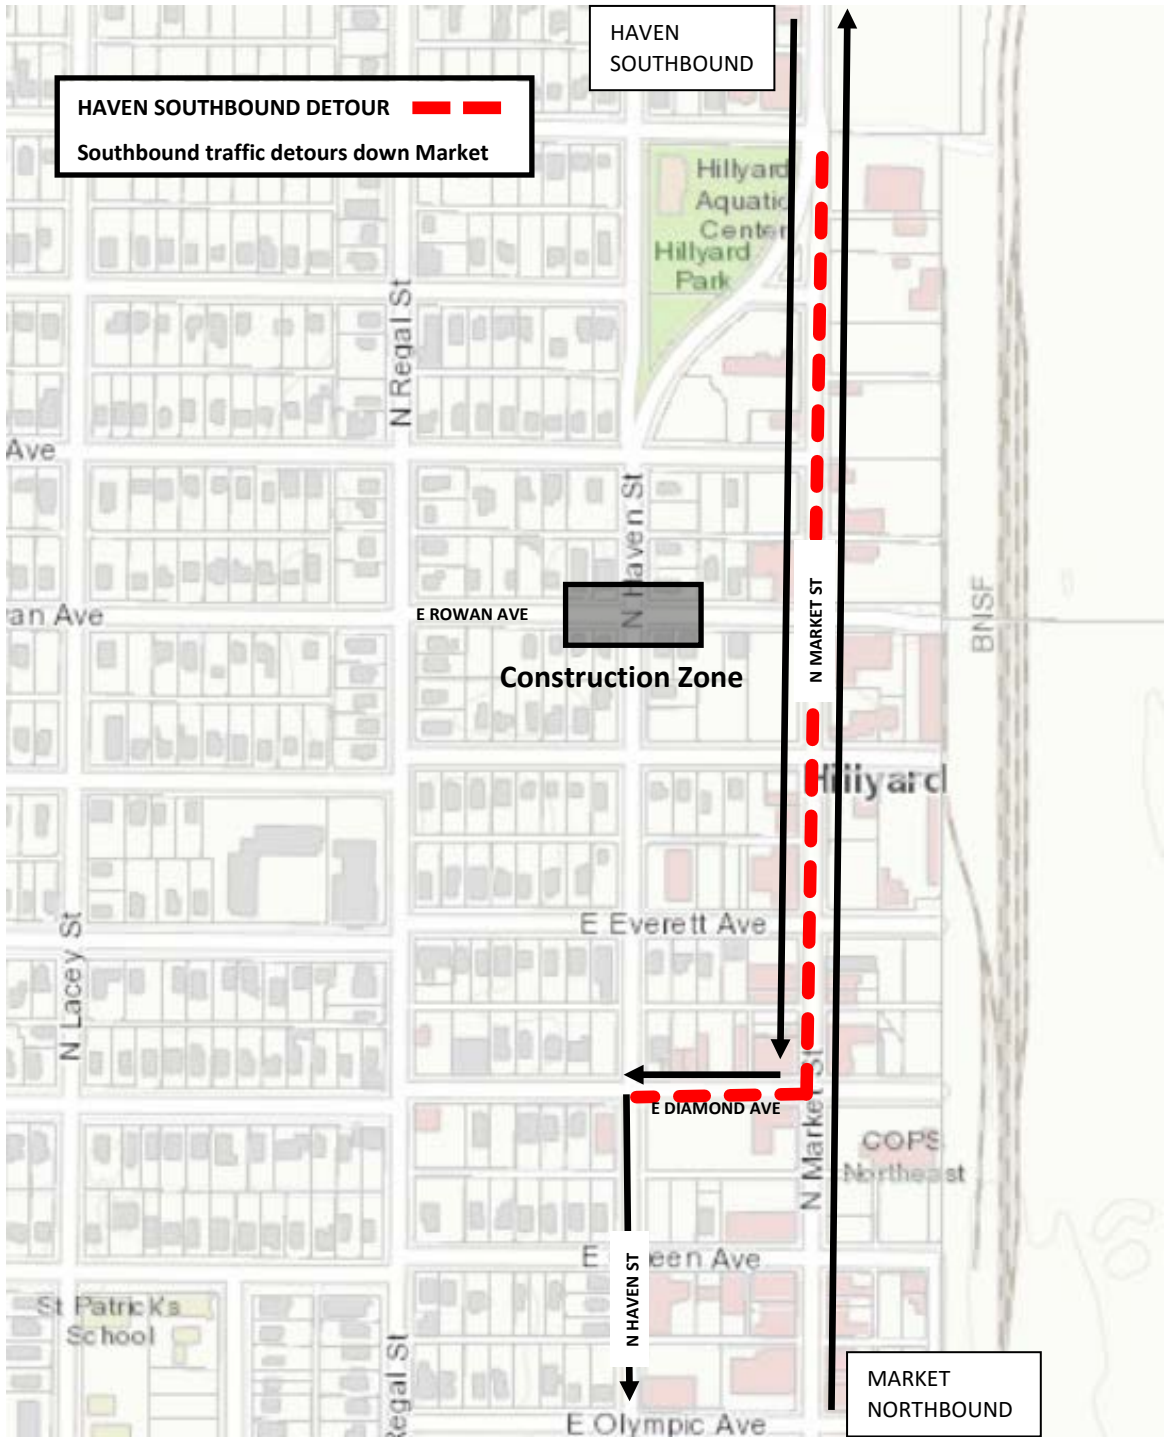 HAVEN
SOUTHBOUND
HAVEN SOUTHBOUND DETOUR
Southbound traffic detours down Market
Hillyard
Aquatic
Center
Hillyard
Park
N Regal St
Ave
N Haven St
an Ave
E ROWAN AVE
Construction Zone
N MARKET ST
BNSF
Hillyard
E Everett Ave
N Lacey St
E DIAMOND AVE
N Market St
COPS
Northeast
E
een Ave
N HAVEN ST
St Patrick's
School
Regal St
MARKET
NORTHBOUND
E Olympic Ave